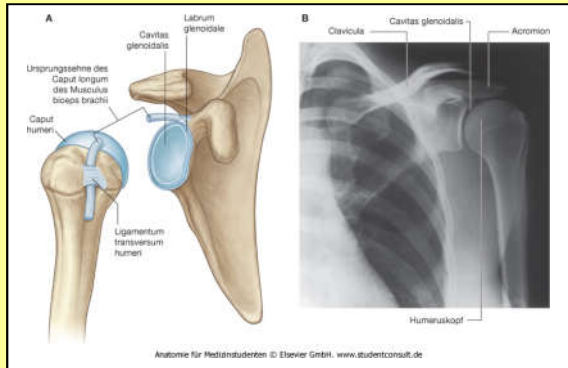 A
Labrum
glenoidale
Cavitas
glenoidalis
Ursprungssehne des
Caput longum
des Musculus
biceps brachii
Caput
humeri
Ligamentum
transversum
humeri
B
Clavicula
Cavitas glenoidalis
Acromion
Humeruskopf
Anatomie für Medizinstudenten © Elsevier GmbH. www.studentconsult.de